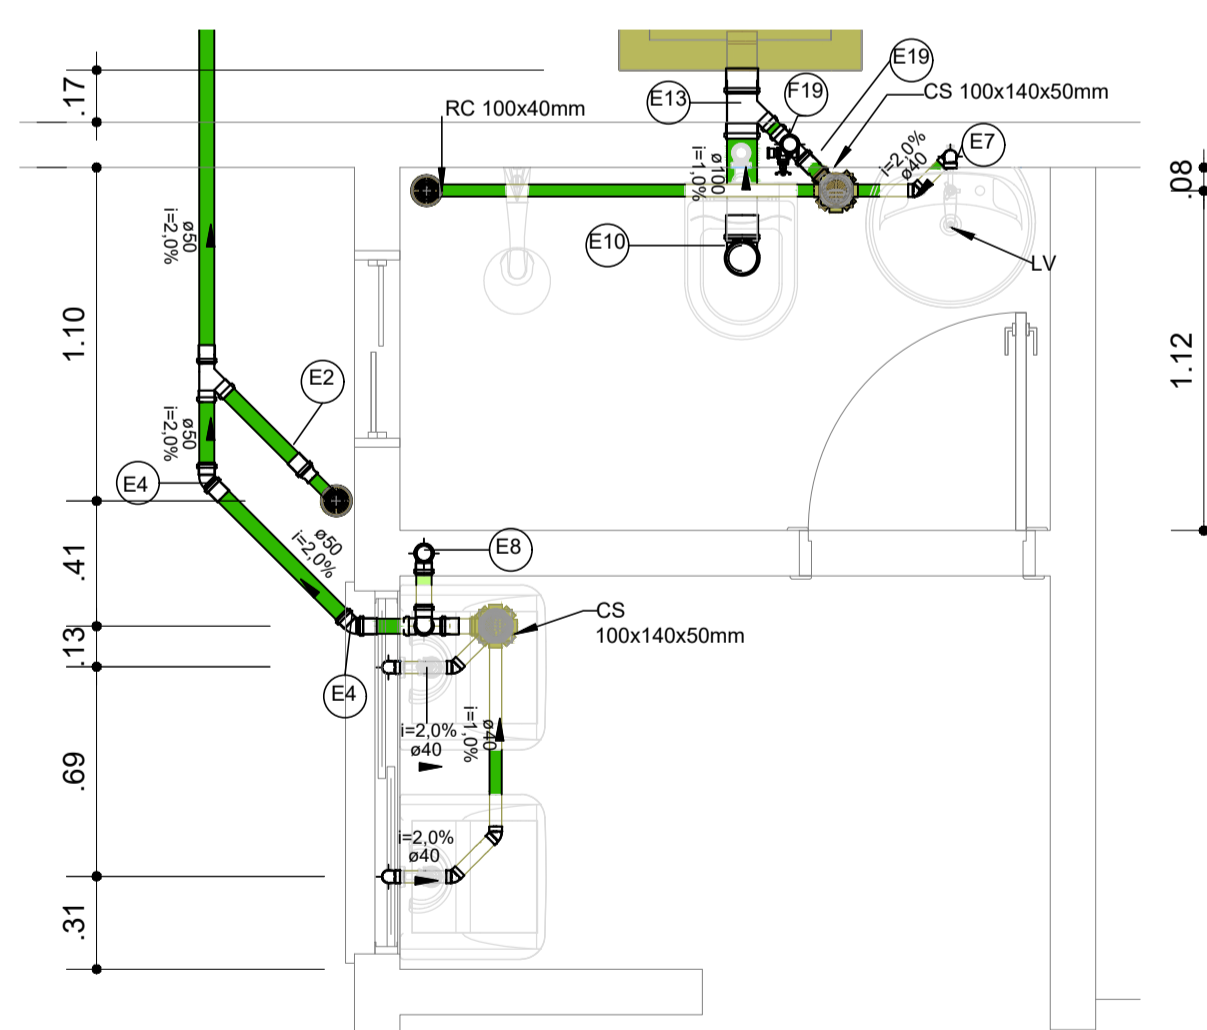 .17
RC 100x40mm
E13
F19
E19
CS 100x140x50mm
E7
i=2,0%
ø40
.08
ø100
i=1,0%
E10
LV
ø50
i=2,0%
1.10
1.12
E2
ø50
i=2,0%
E4
ø50
i=2,0%
E8
.41
CS
100x140x50mm
.13
E4
i=2,0%
ø40
ø40
i=1,0%
.69
i=2,0%
ø40
.31